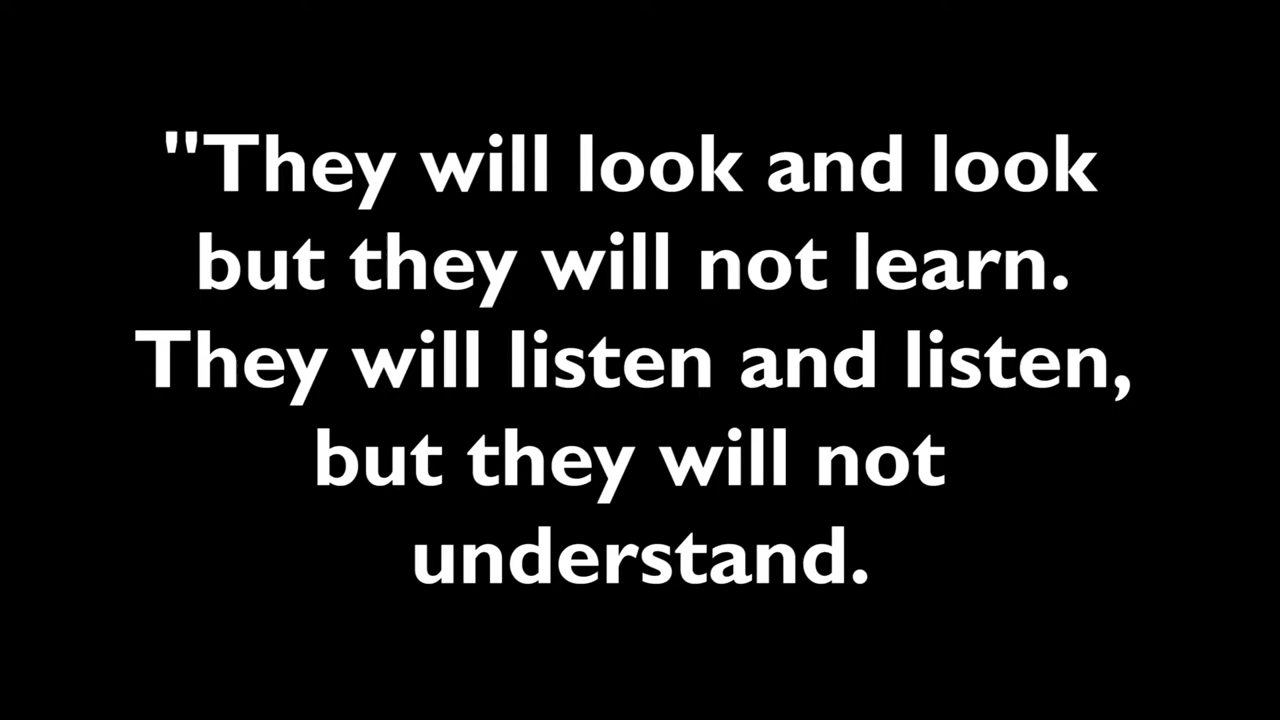 "They will look and look
but they will not learn.
They will listen and listen,
but they will not
understand.